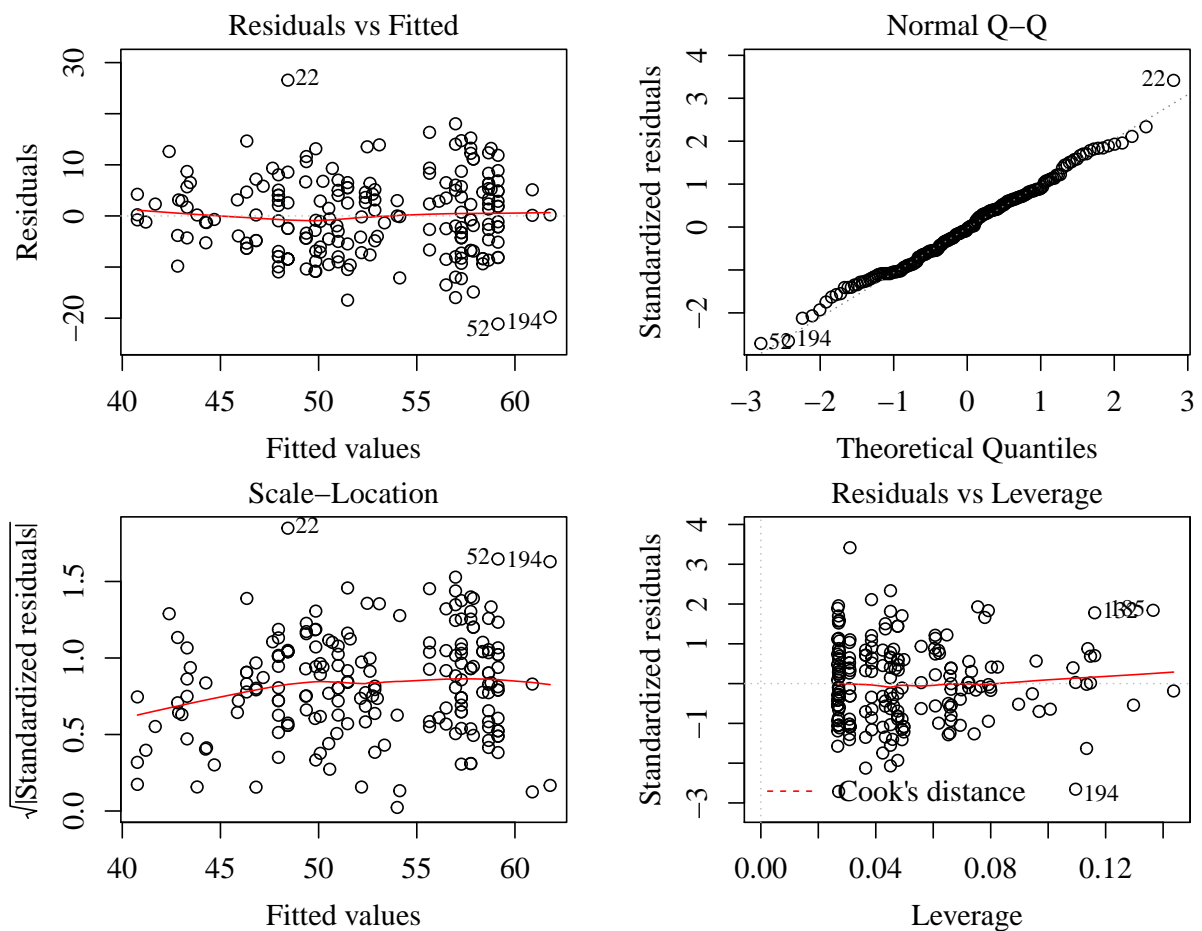 Residuals vs Fitted
Residuals
30
10
0
−20
22
52
194
40 45 50 55 60
Fitted values
Normal Q−Q
Standardized residuals
4
3
2
1
0
−2
22
52
194
−3 −2 −1 0 1 2 3
Theoretical Quantiles
Scale−Location
√|Standardized residuals|
1.5
1.0
0.5
0.0
22
52
194
40 45 50 55 60
Fitted values
Residuals vs Leverage
Standardized residuals
4
3
2
1
−1
−3
132
185
194
Cook's distance
0.00 0.04 0.08 0.12
Leverage